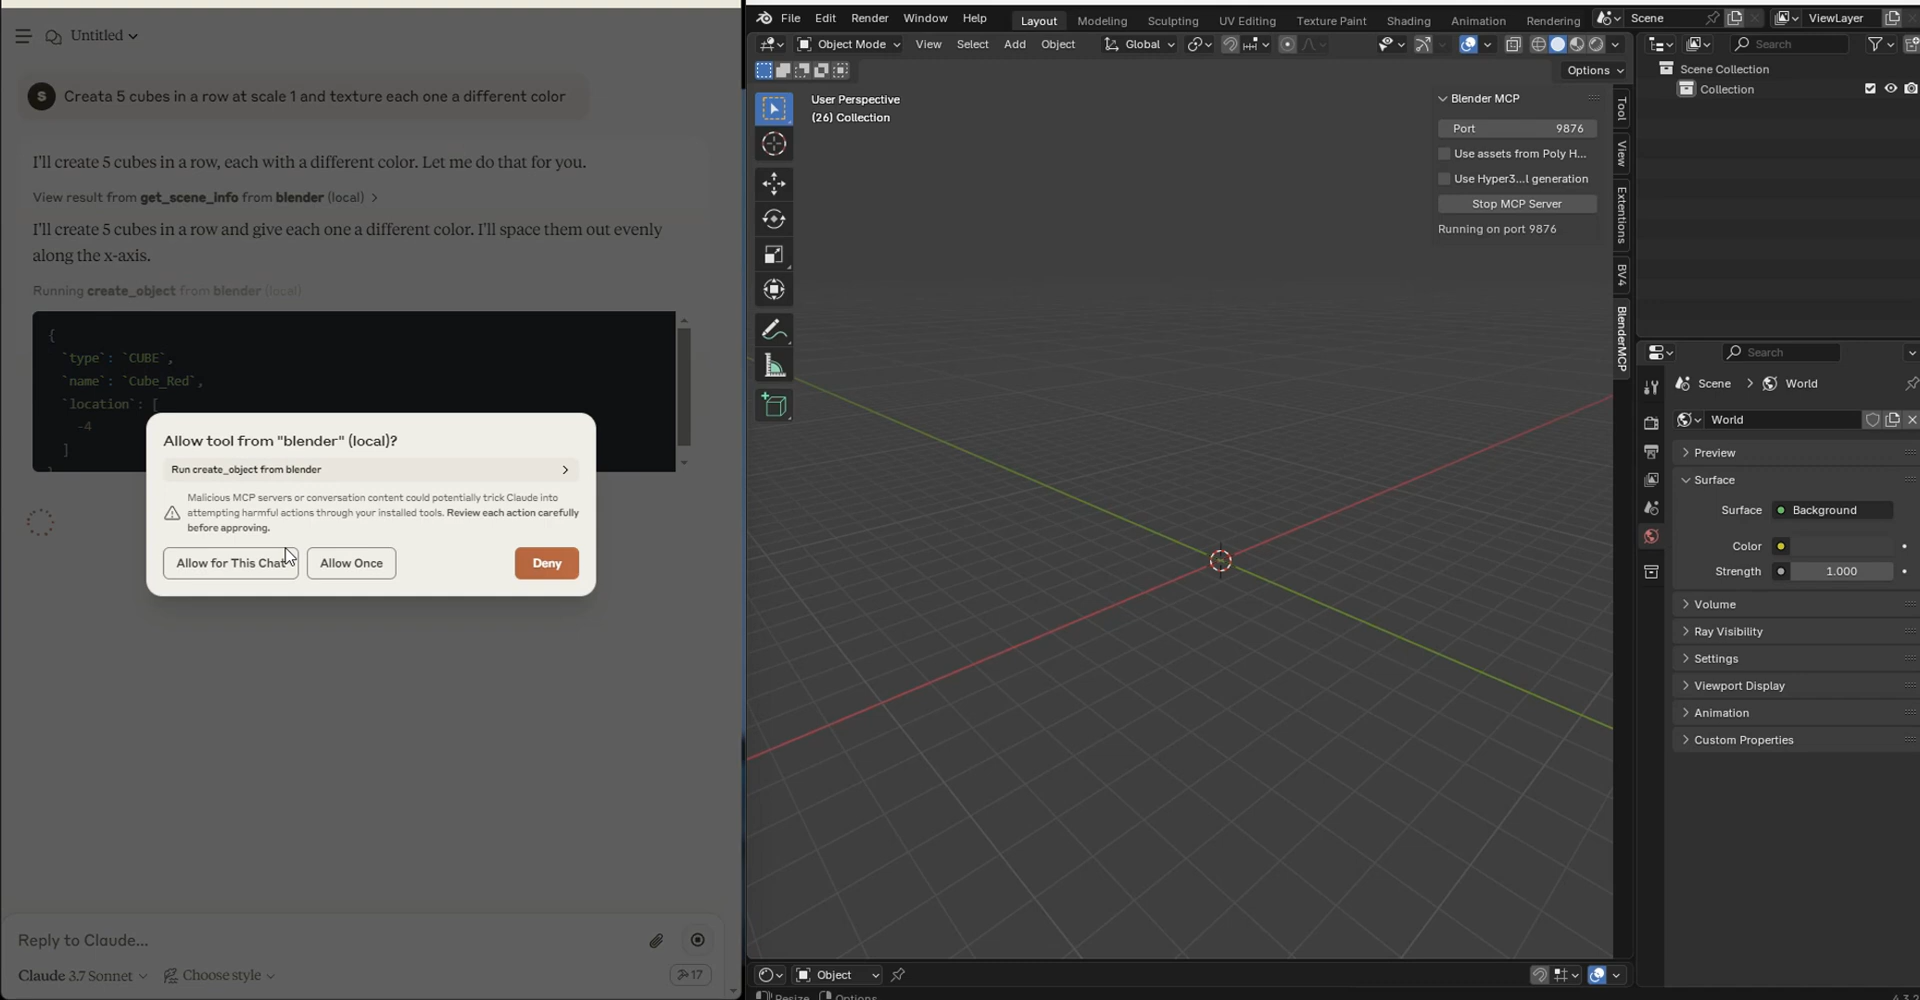 Untitled
S Creata 5 cubes in a row at scale 1 and texture each one a different color
I'll create 5 cubes in a row, each with a different color. Let me do that for you.
View result from get_scene_info from blender (local) >
I'll create 5 cubes in a row and give each one a different color. I'll space them out evenly
along the x-axis.
Running create_object from blender (local)
{
`type`: `CUBE`,
`name`: `Cube_Red`,
`location`: [
-4
]
Allow tool from "blender" (local)?
Run create_object from blender
Malicious MCP servers or conversation content could potentially trick Claude into
attempting harmful actions through your installed tools. Review each action carefully
before approving.
Allow for This Chat Allow Once Deny
Reply to Claude...
Claude 3.7 Sonnet Choose style 17
File Edit Render Window Help Layout Modeling Sculpting UV Editing Texture Paint Shading Animation Rendering Scene ViewLayer
Object Mode View Select Add Object Global Search
Options
User Perspective
(26) Collection
Blender MCP
Port 9876
Use assets from Poly H...
Use Hyper3...l generation
Stop MCP Server
Running on port 9876
Tool
View
Extentions
BV4
BlenderMCP
Scene Collection
Collection
Search
Scene > World
World
Preview
Surface
Surface Background
Color
Strength 1.000
Volume
Ray Visibility
Settings
Viewport Display
Animation
Custom Properties
Object
Resize Options